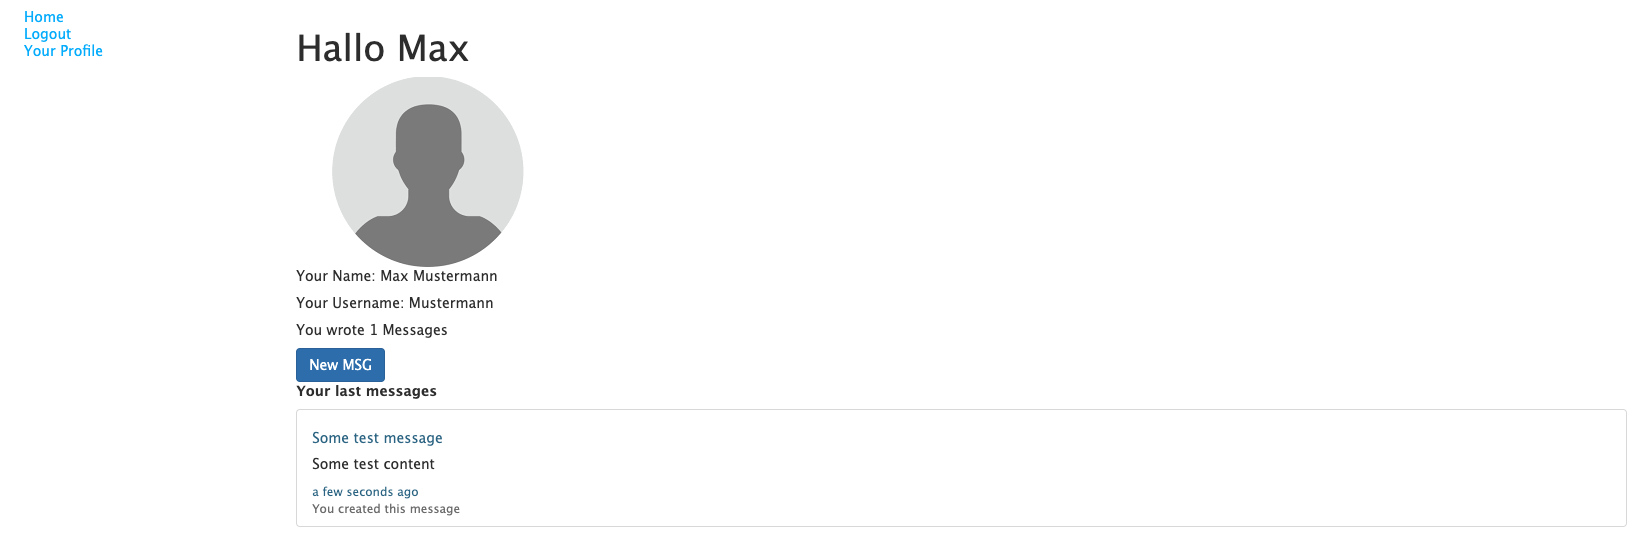 Home
Logout
Your Profile
Hallo Max
Your Name: Max Mustermann
Your Username: Mustermann
You wrote 1 Messages
New MSG
Your last messages
Some test message
Some test content
a few seconds ago
You created this message